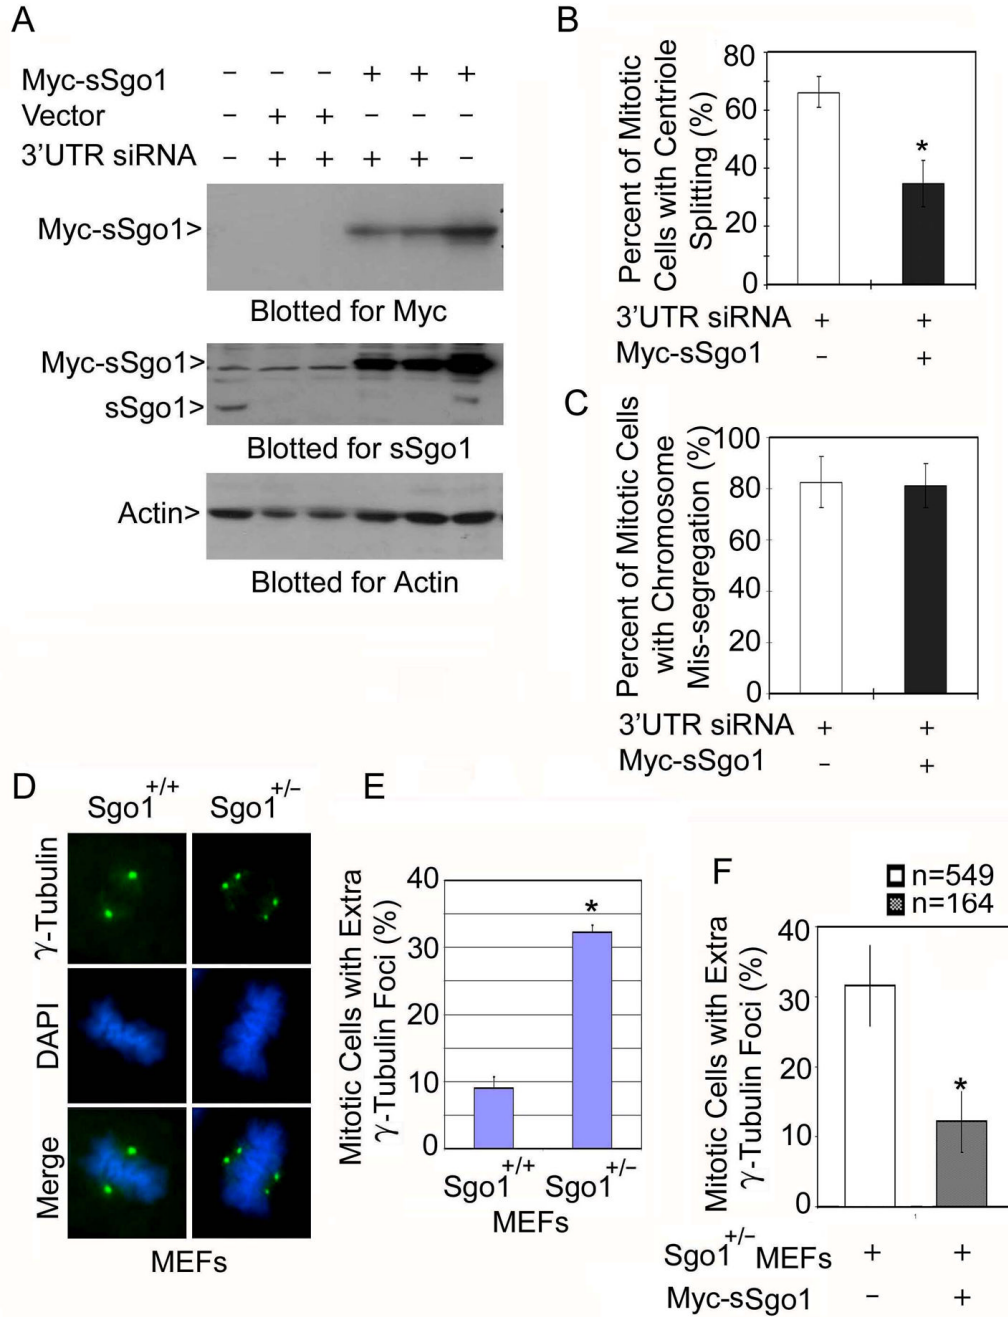 A
Myc-sSgo1 – – – + + +
Vector – + + – – –
3'UTR siRNA – + + + + –
Myc-sSgo1>
Blotted for Myc
Myc-sSgo1>
sSgo1>
Blotted for sSgo1
Actin>
Blotted for Actin
B
Percent of Mitotic
Cells with Centriole
Splitting (%)
80
60
40
20
0
*
3'UTR siRNA + +
Myc-sSgo1 – +
C
Percent of Mitotic Cells
with Chromosome
Mis-segregation (%)
100
80
60
40
20
0
3'UTR siRNA + +
Myc-sSgo1 – +
D
Sgo1+/+ Sgo1+/–
γ-Tubulin
DAPI
Merge
MEFs
E
Mitotic Cells with Extra
γ-Tubulin Foci (%)
40
30
20
10
0
*
Sgo1+/+ Sgo1+/–
MEFs
F
n=549
n=164
Mitotic Cells with Extra
γ-Tubulin Foci (%)
40
30
20
10
0
*
Sgo1+/– MEFs + +
Myc-sSgo1 – +